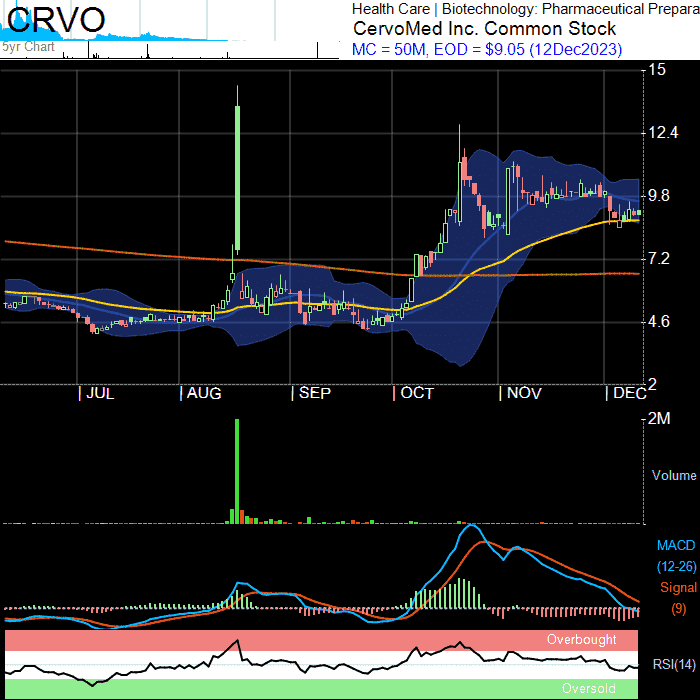 CRVO
Health Care | Biotechnology: Pharmaceutical Prepara
CervoMed Inc. Common Stock
5yr Chart
MC = 50M, EOD = $9.05 (12Dec2023)
15
12.4
9.8
7.2
4.6
2
| JUL
| AUG
| SEP
| OCT
| NOV
| DEC
2M
Volume
MACD
(12-26)
Signal
(9)
Overbought
RSI(14)
Oversold